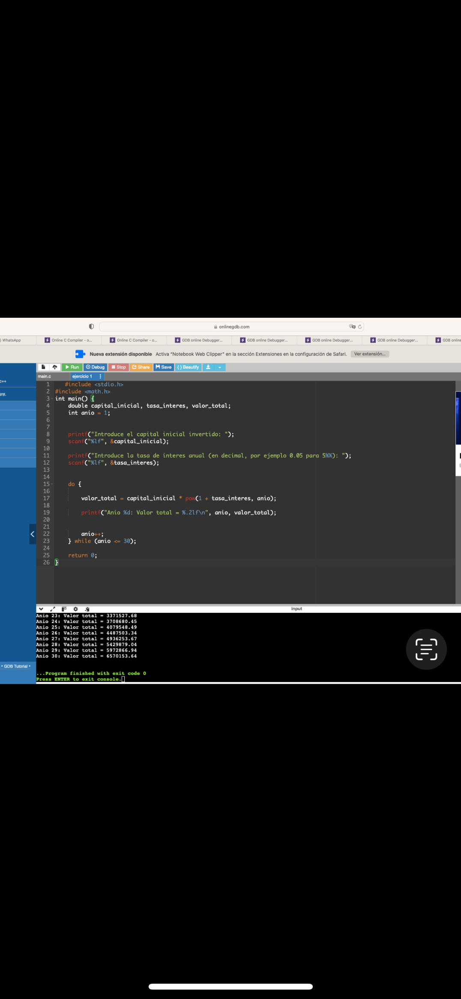 onlinegdb.com
) WhatsApp
Online C Compiler - o...
Online C Compiler - o...
GDB online Debugger...
GDB online Debugger...
GDB online Debugger...
GDB online Debugger...
GDB online
Nueva extensión disponible Activa “Notebook Web Clipper” en la sección Extensiones en la configuración de Safari. Ver extensión...
Run Debug Stop Share Save {} Beautify
main.c ejercicio 1
c++
re.
1 #include <stdio.h>
2 #include <math.h>
3 int main() {
4 double capital_inicial, tasa_interes, valor_total;
5 int anio = 1;
6
7
8 printf("Introduce el capital inicial invertido: ");
9 scanf("%lf", &capital_inicial);
10
11 printf("Introduce la tasa de interes anual (en decimal, por ejemplo 0.05 para 5%%): ");
12 scanf("%lf", &tasa_interes);
13
14
15 do {
16
17 valor_total = capital_inicial * pow(1 + tasa_interes, anio);
18
19 printf("Anio %d: Valor total = %.2lf\n", anio, valor_total);
20
21
22 anio++;
23 } while (anio <= 30);
24
25 return 0;
26 }
input
Anio 23: Valor total = 3371527.68
Anio 24: Valor total = 3708680.45
Anio 25: Valor total = 4079548.49
Anio 26: Valor total = 4487503.34
Anio 27: Valor total = 4936253.67
Anio 28: Valor total = 5429879.04
Anio 29: Valor total = 5972866.94
Anio 30: Valor total = 6570153.64
• GDB Tutorial •
...Program finished with exit code 0
Press ENTER to exit console.